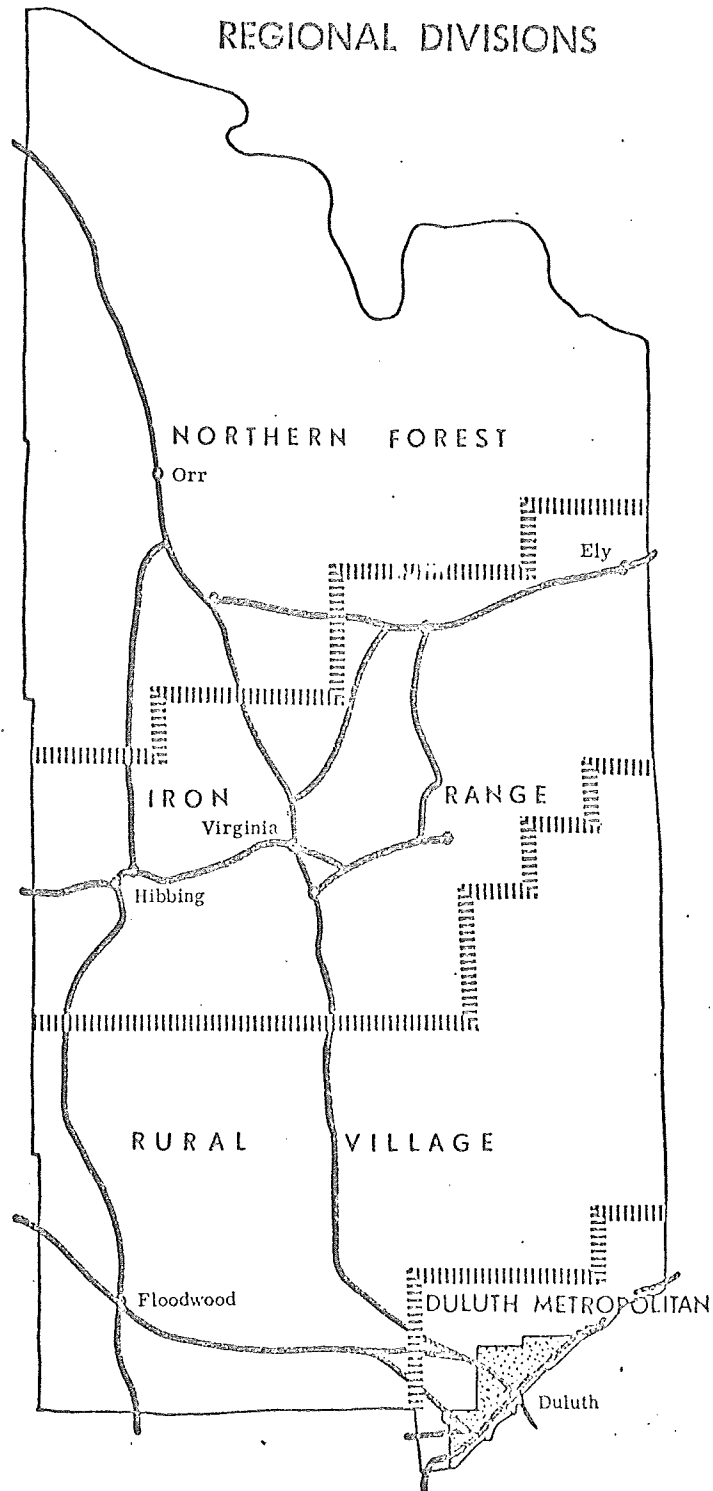 REGIONAL DIVISIONS
NORTHERN FOREST
Orr
Ely
IRON RANGE
Virginia
Hibbing
RURAL VILLAGE
Floodwood
DULUTH METROPOLITAN
Duluth